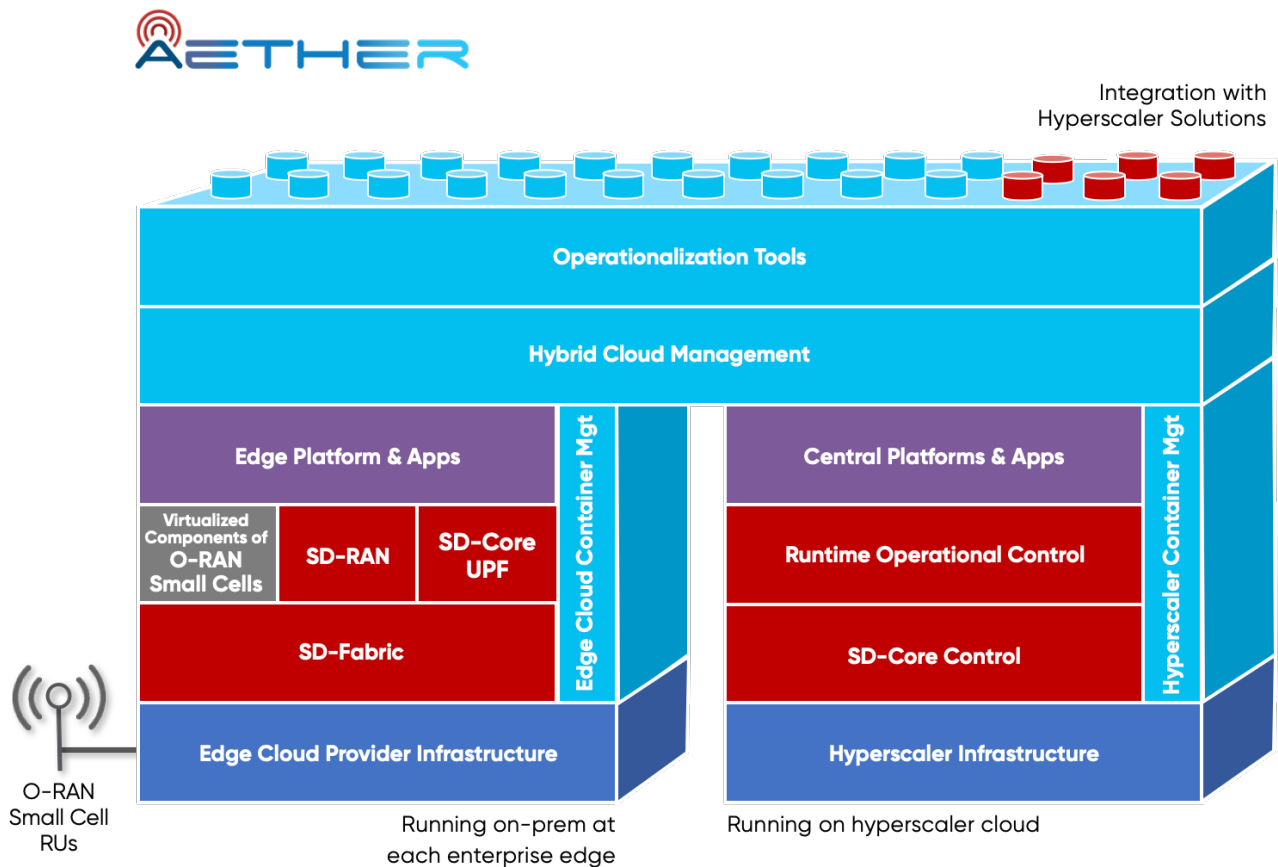 AETHER
Integration with
Hyperscaler Solutions
Operationalization Tools
Hybrid Cloud Management
Edge Platform & Apps
Virtualized
Components of
O-RAN
Small Cells
SD-RAN
SD-Core
UPF
SD-Fabric
Edge Cloud Container Mgt
Edge Cloud Provider Infrastructure
Central Platforms & Apps
Runtime Operational Control
SD-Core Control
Hyperscaler Container Mgt
Hyperscaler Infrastructure
O-RAN
Small Cell
RUs
Running on-prem at
each enterprise edge
Running on hyperscaler cloud